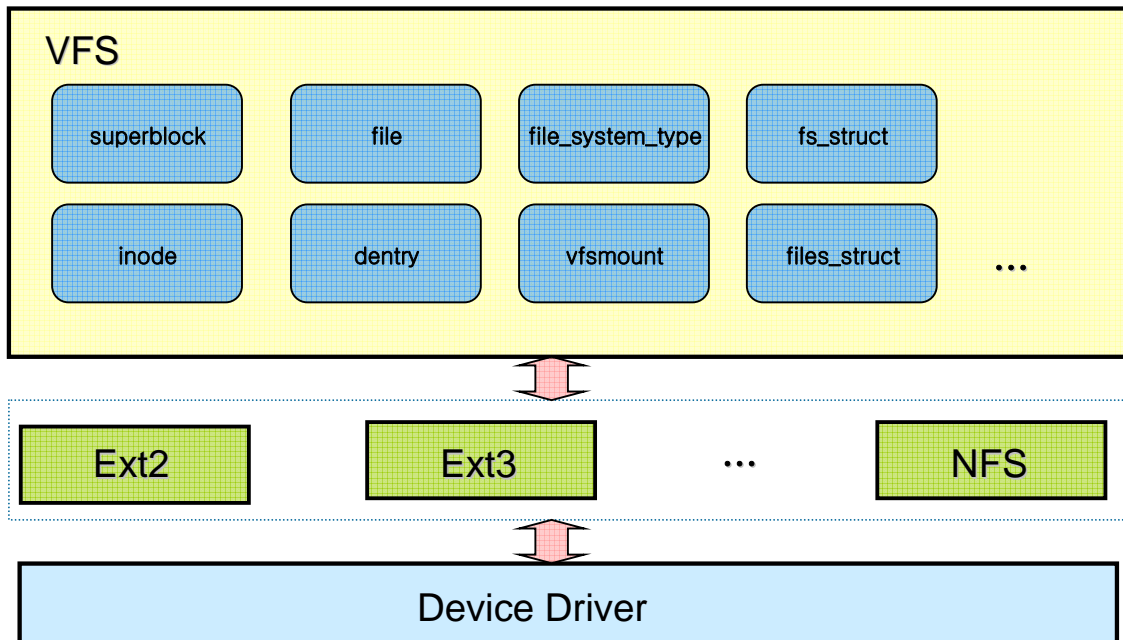 VFS
superblock file file_system_type fs_struct
inode dentry vfsmount files_struct ...
Ext2 Ext3 ... NFS
Device Driver